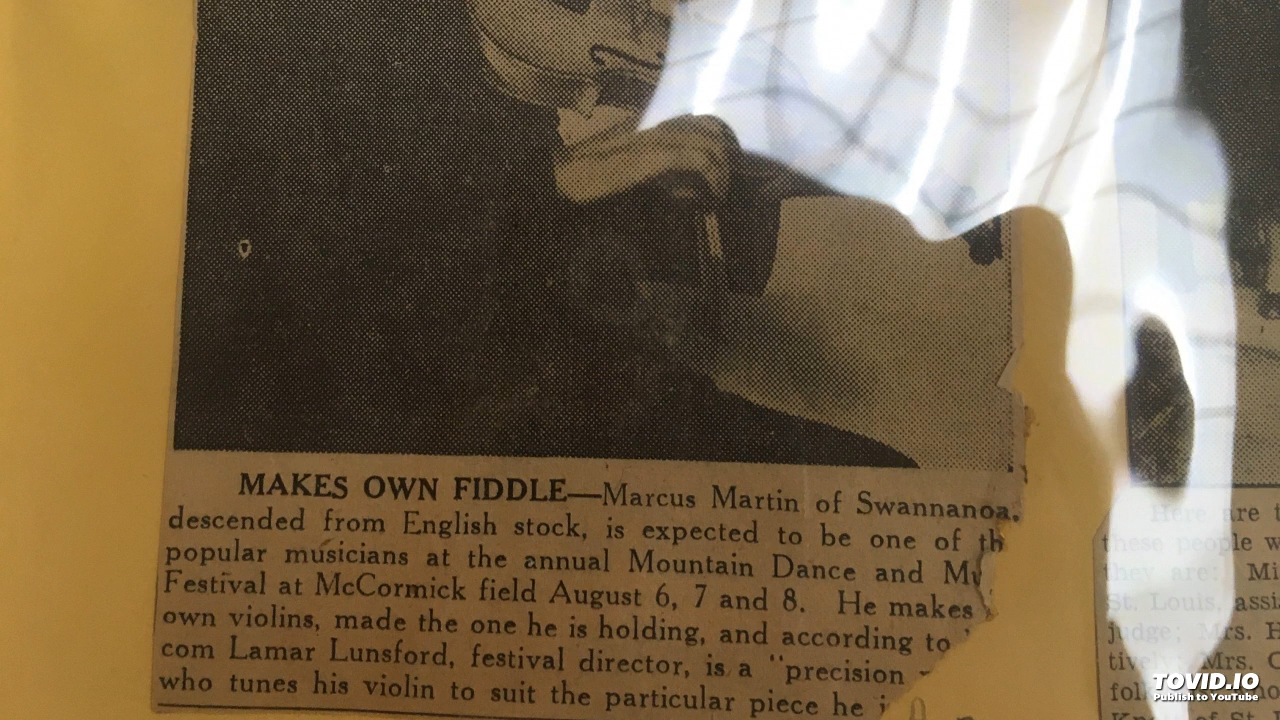 MAKES OWN FIDDLE—Marcus Martin of Swannanoa,
descended from English stock, is expected to be one of th
popular musicians at the annual Mountain Dance and Mu
Festival at McCormick field August 6, 7 and 8. He makes
own violins, made the one he is holding, and according to
com Lamar Lunsford, festival director, is a "precision
who tunes his violin to suit the particular piece he i
Here are
these people w
they are: Mi
St. Louis, assi
judge; Mrs. H
Mrs. C
TOVID.IO
Publish to YouTube